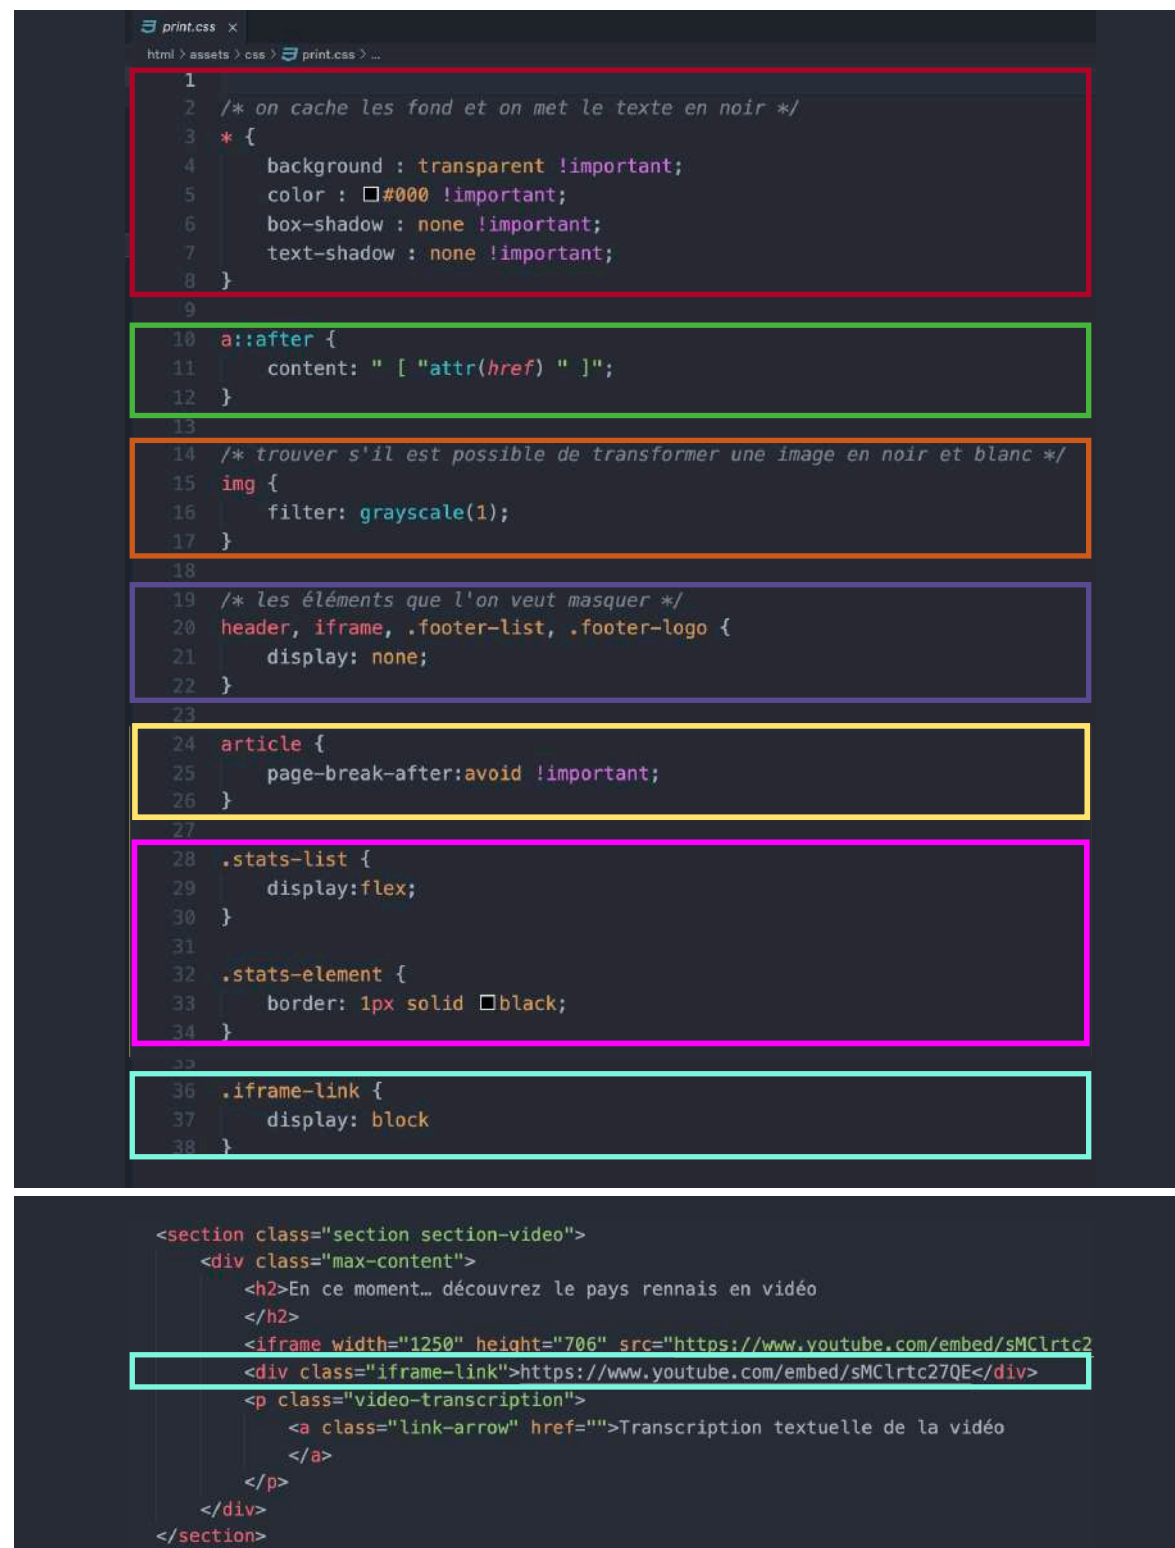 print.css ×
html > assets > css > print.css > ...
1
2 /* on cache les fond et on met le texte en noir */
3 * {
4 background : transparent !important;
5 color : #000 !important;
6 box-shadow : none !important;
7 text-shadow : none !important;
8 }
9
10 a::after {
11 content: " [ "attr(href) " ]";
12 }
13
14 /* trouver s'il est possible de transformer une image en noir et blanc */
15 img {
16 filter: grayscale(1);
17 }
18
19 /* les éléments que l'on veut masquer */
20 header, iframe, .footer-list, .footer-logo {
21 display: none;
22 }
23
24 article {
25 page-break-after:avoid !important;
26 }
27
28 .stats-list {
29 display:flex;
30 }
31
32 .stats-element {
33 border: 1px solid black;
34 }
35
36 .iframe-link {
37 display: block
38 }
<section class="section section-video">
<div class="max-content">
<h2>En ce moment… découvrez le pays rennais en vidéo
</h2>
<iframe width="1250" height="706" src="https://www.youtube.com/embed/sMClrtc2
<div class="iframe-link">https://www.youtube.com/embed/sMClrtc27QE</div>
<p class="video-transcription">
<a class="link-arrow" href="">Transcription textuelle de la vidéo
</a>
</p>
</div>
</section>